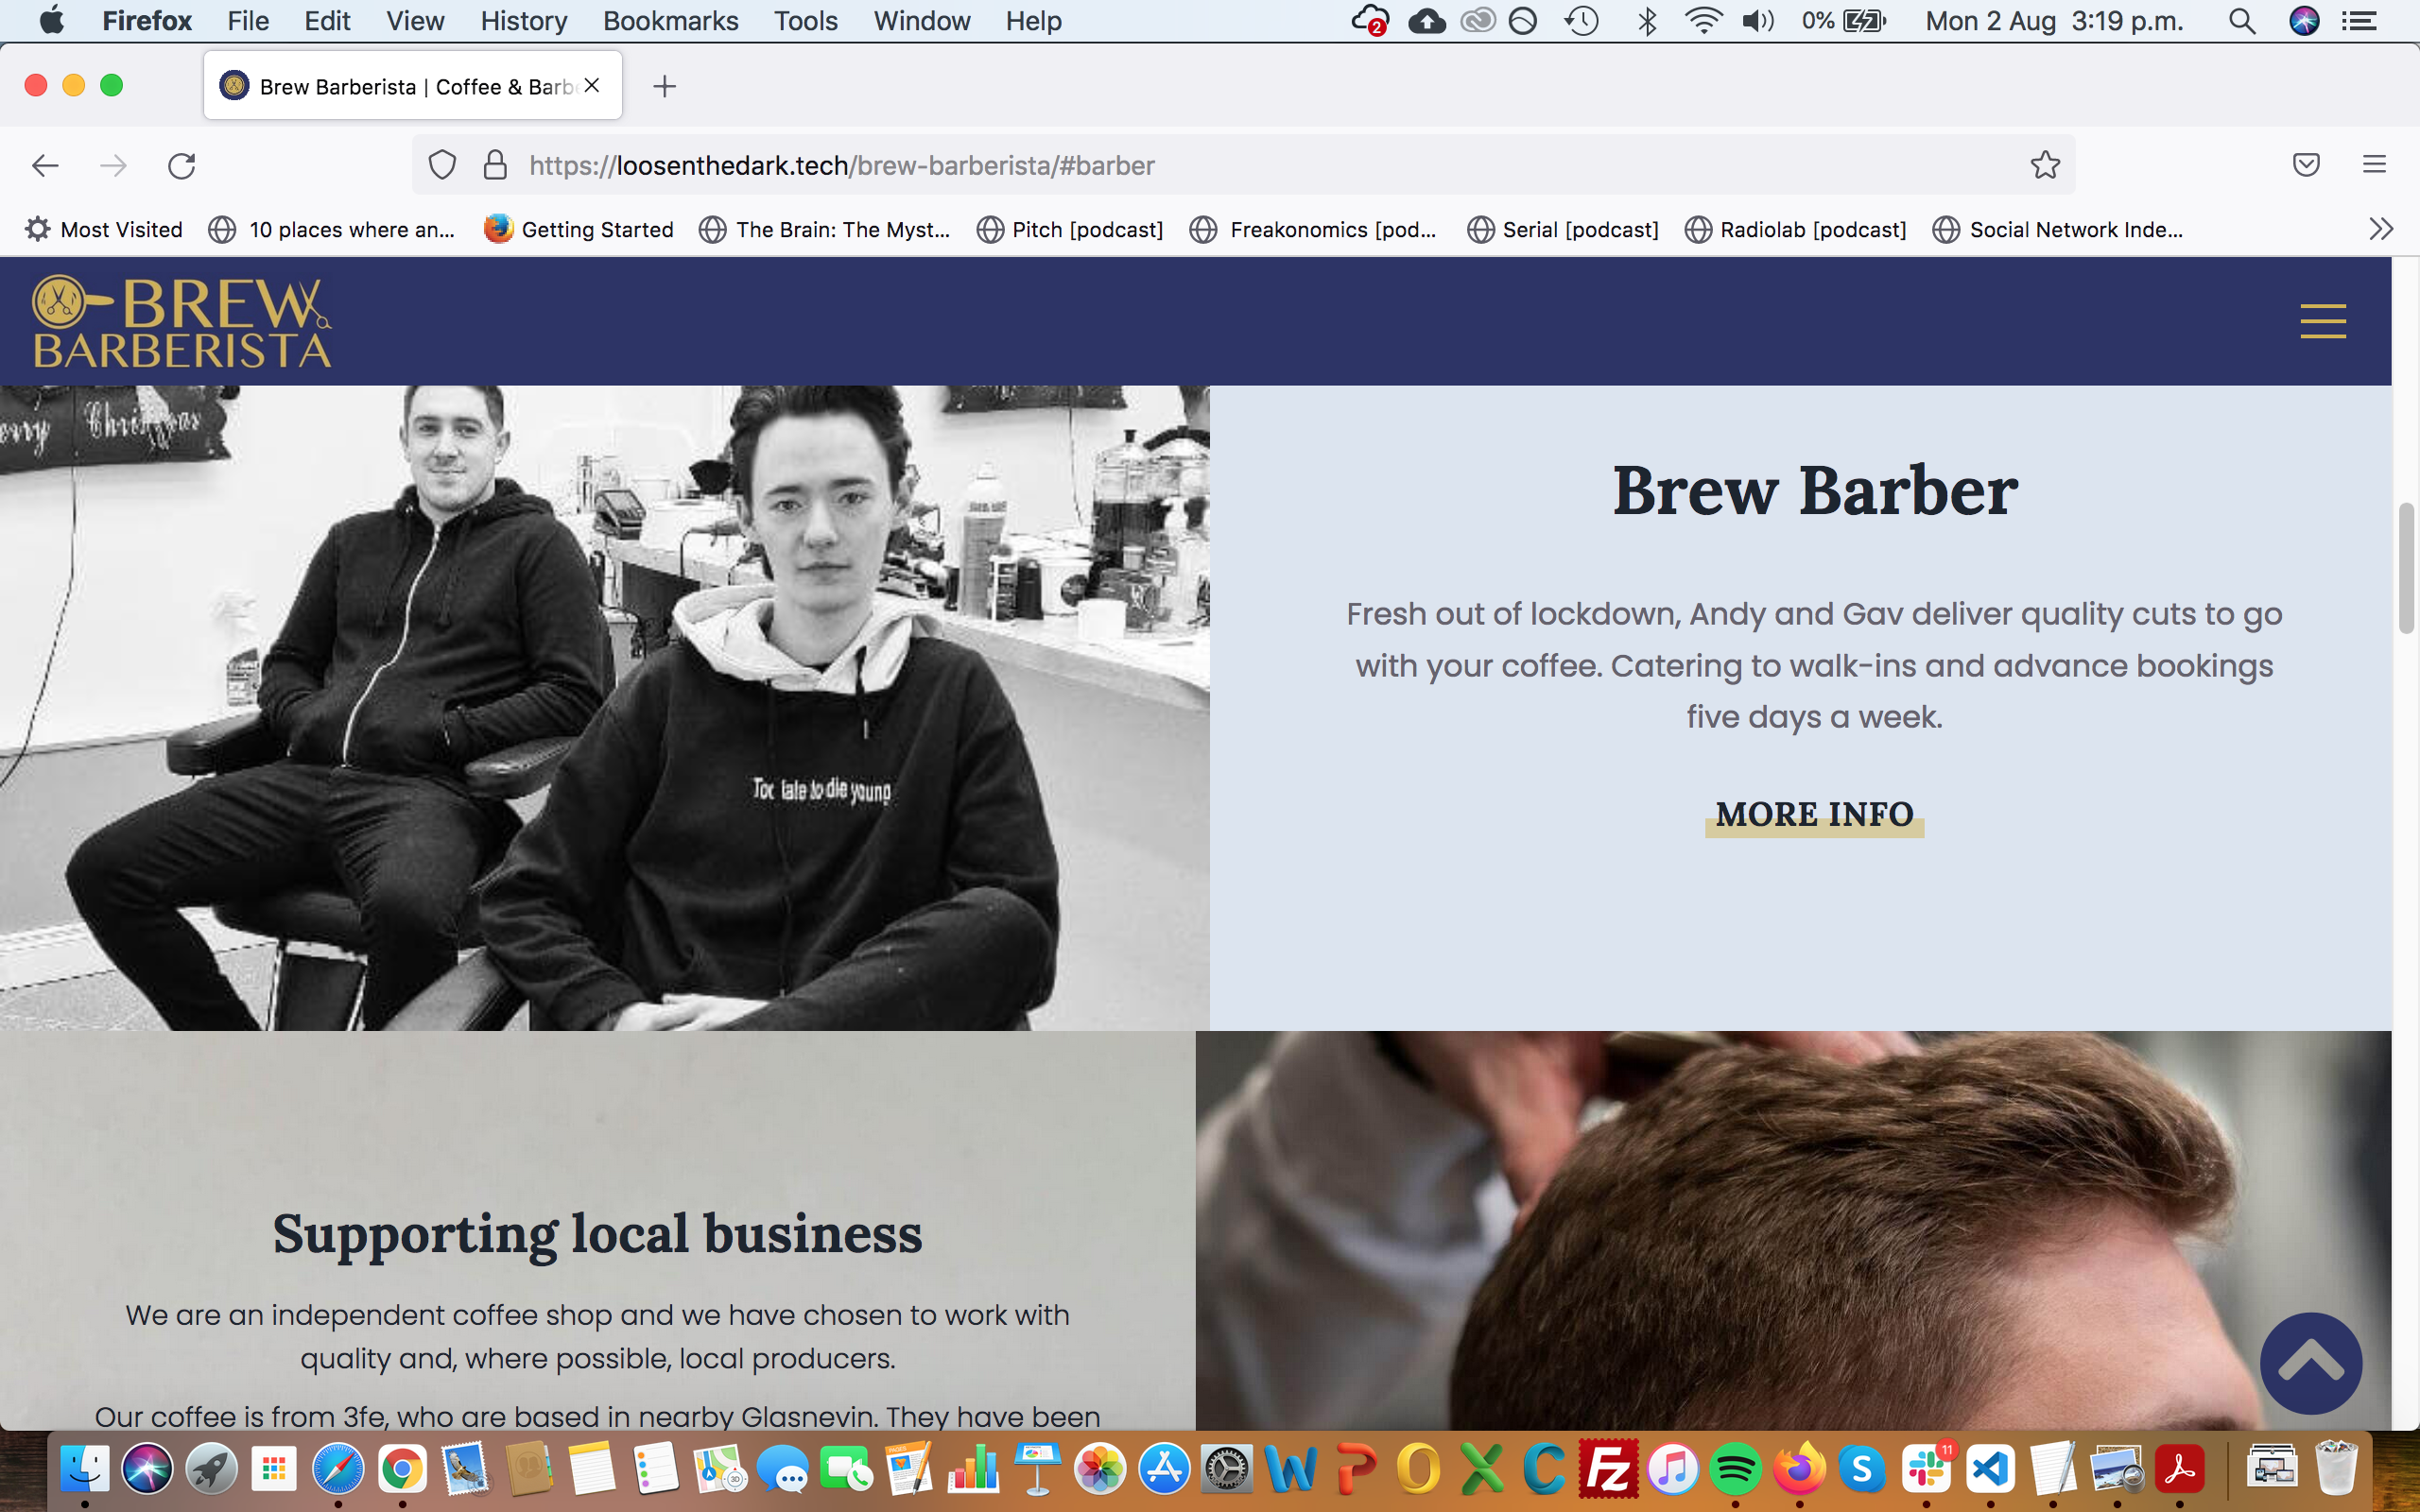 Firefox File Edit View History Bookmarks Tools Window Help 2 0% Mon 2 Aug 3:19 p.m.
Brew Barberista | Coffee & Barb
https://loosenthedark.tech/brew-barberista/#barber
Most Visited 10 places where an... Getting Started The Brain: The Myst... Pitch [podcast] Freakonomics [pod... Serial [podcast] Radiolab [podcast] Social Network Inde...
BREW
BARBERISTA
erry Christmas
Brew Barber
Fresh out of lockdown, Andy and Gav deliver quality cuts to go
with your coffee. Catering to walk-ins and advance bookings
five days a week.
Too late to die young
MORE INFO
Supporting local business
We are an independent coffee shop and we have chosen to work with
quality and, where possible, local producers.
Our coffee is from 3fe, who are based in nearby Glasnevin. They have been
3D PAGES W P O X C Fz S 11